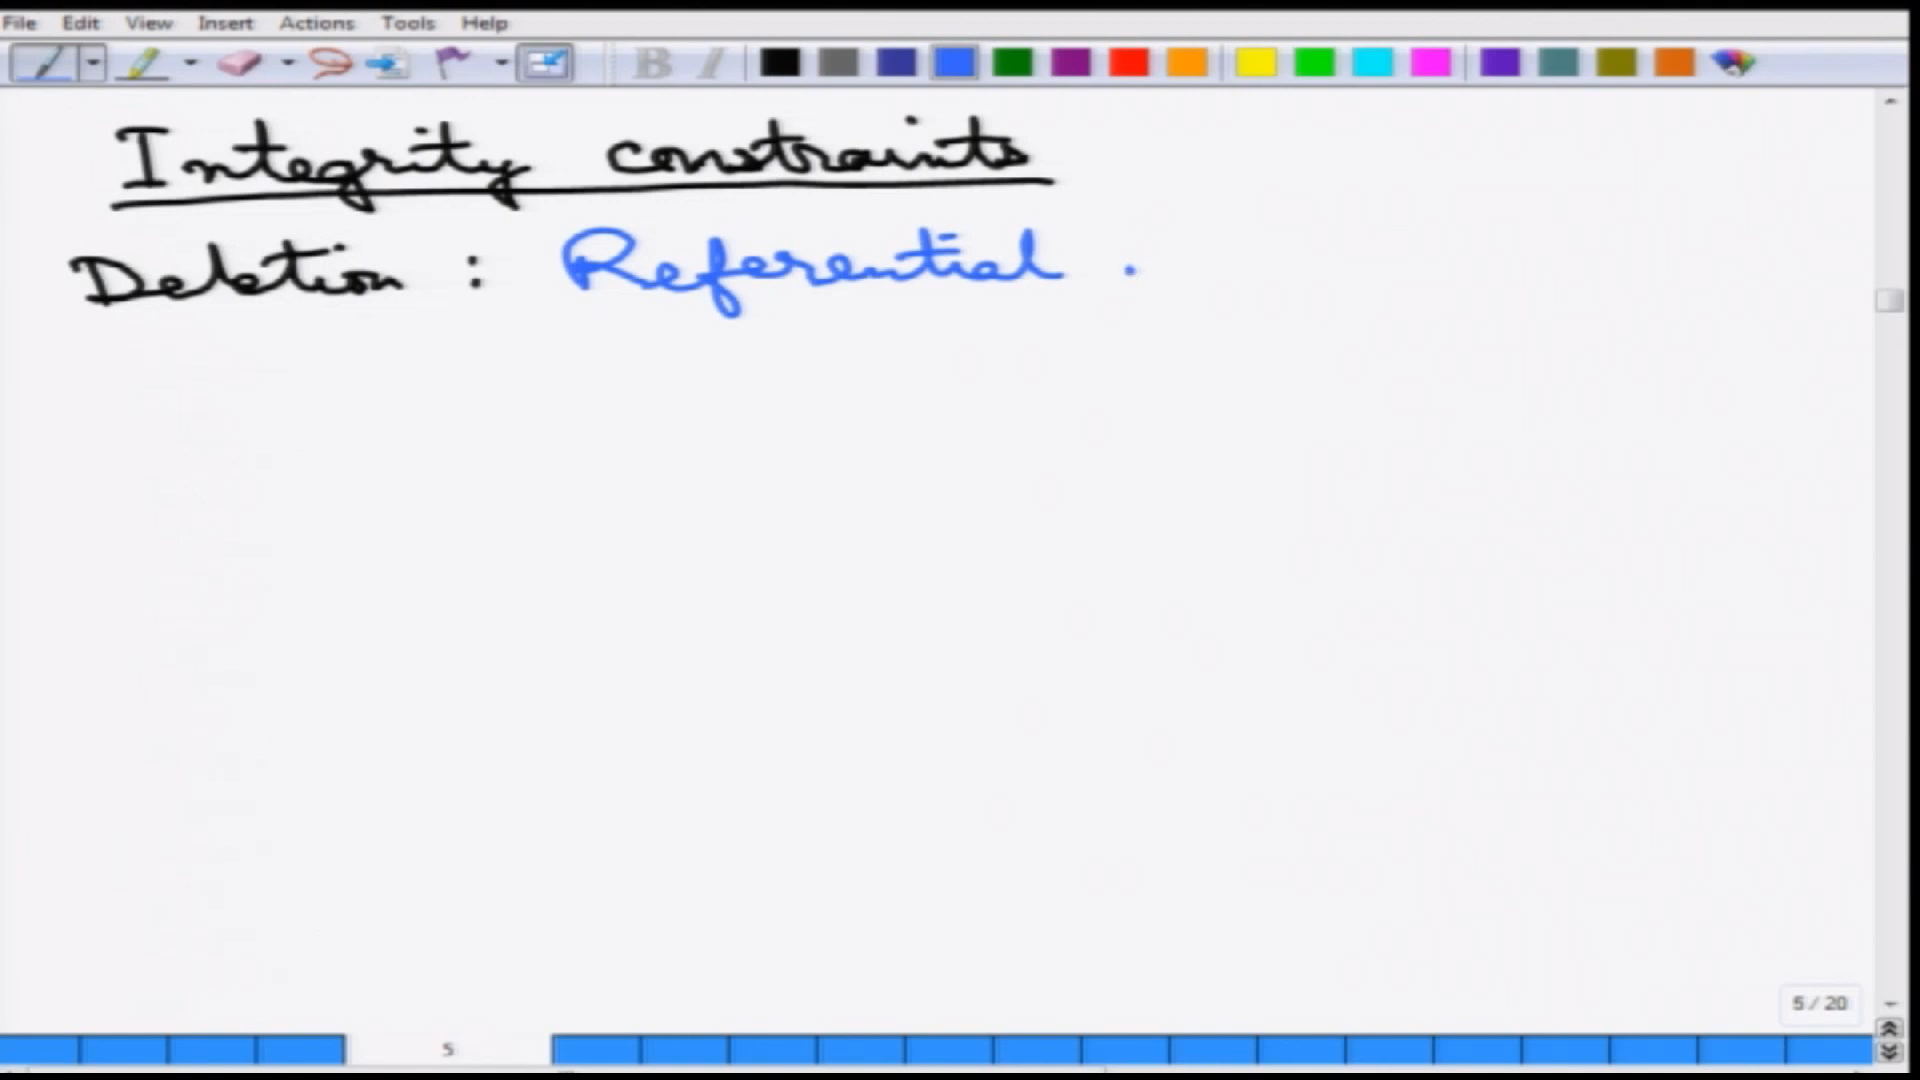 File Edit View Insert Actions Tools Help
B I
Integrity constraints
Deletion : Referential .
5 / 20
5